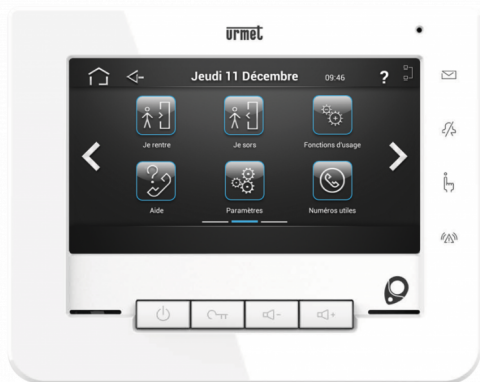 urmet
Jeudi 11 Décembre 09:46 ?
Je rentre Je sors Fonctions d'usage
Aide Paramètres Numéros utiles